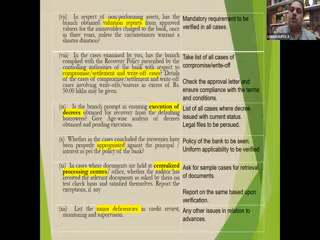 (vii) In respect of non-performing assets, has the
branch obtained valuation reports from approved
valuers for the immovables charged to the bank, once
in three years, unless the circumstances warrant a
shorter duration?
Mandatory requirement to be
verified in all cases.
(viii) In the cases examined by you, has the branch
complied with the Recovery Policy prescribed by the
controlling authorities of the bank with respect to
compromise/settlement and write-off cases? Details
of the cases of compromise/settlement and write-off
cases involving write-offs/waivers in excess of Rs.
50.00 lakhs may be given.
Take list of all cases of
compromise/write-off
Check the approval letter and
ensure compliance with the terms
and conditions.
(ix) Is the branch prompt in ensuring execution of
decrees obtained for recovery from the defaulting
borrowers? Give Age-wise analysis of decrees
obtained and pending execution.
List of all cases where decree
issued with current status.
Legal files to be perused.
(x) Whether in the cases concluded the recoveries have
been properly appropriated against the principal
/ interest as per the policy of the bank?
Policy of the bank to be seen.
Uniform applicability to be verified
(xi) In cases where documents are held at centralized
processing centres/ office, whether the auditor has
received the relevant documents as asked by them on
test check basis and satisfied themselves. Report the
exceptions, if any
Ask for sample cases for retrieval
of documents.
Report on the same based upon
verification.
(xii) List the major deficiencies in credit review,
monitoring and supervision.
Any other issues in relation to
advances.